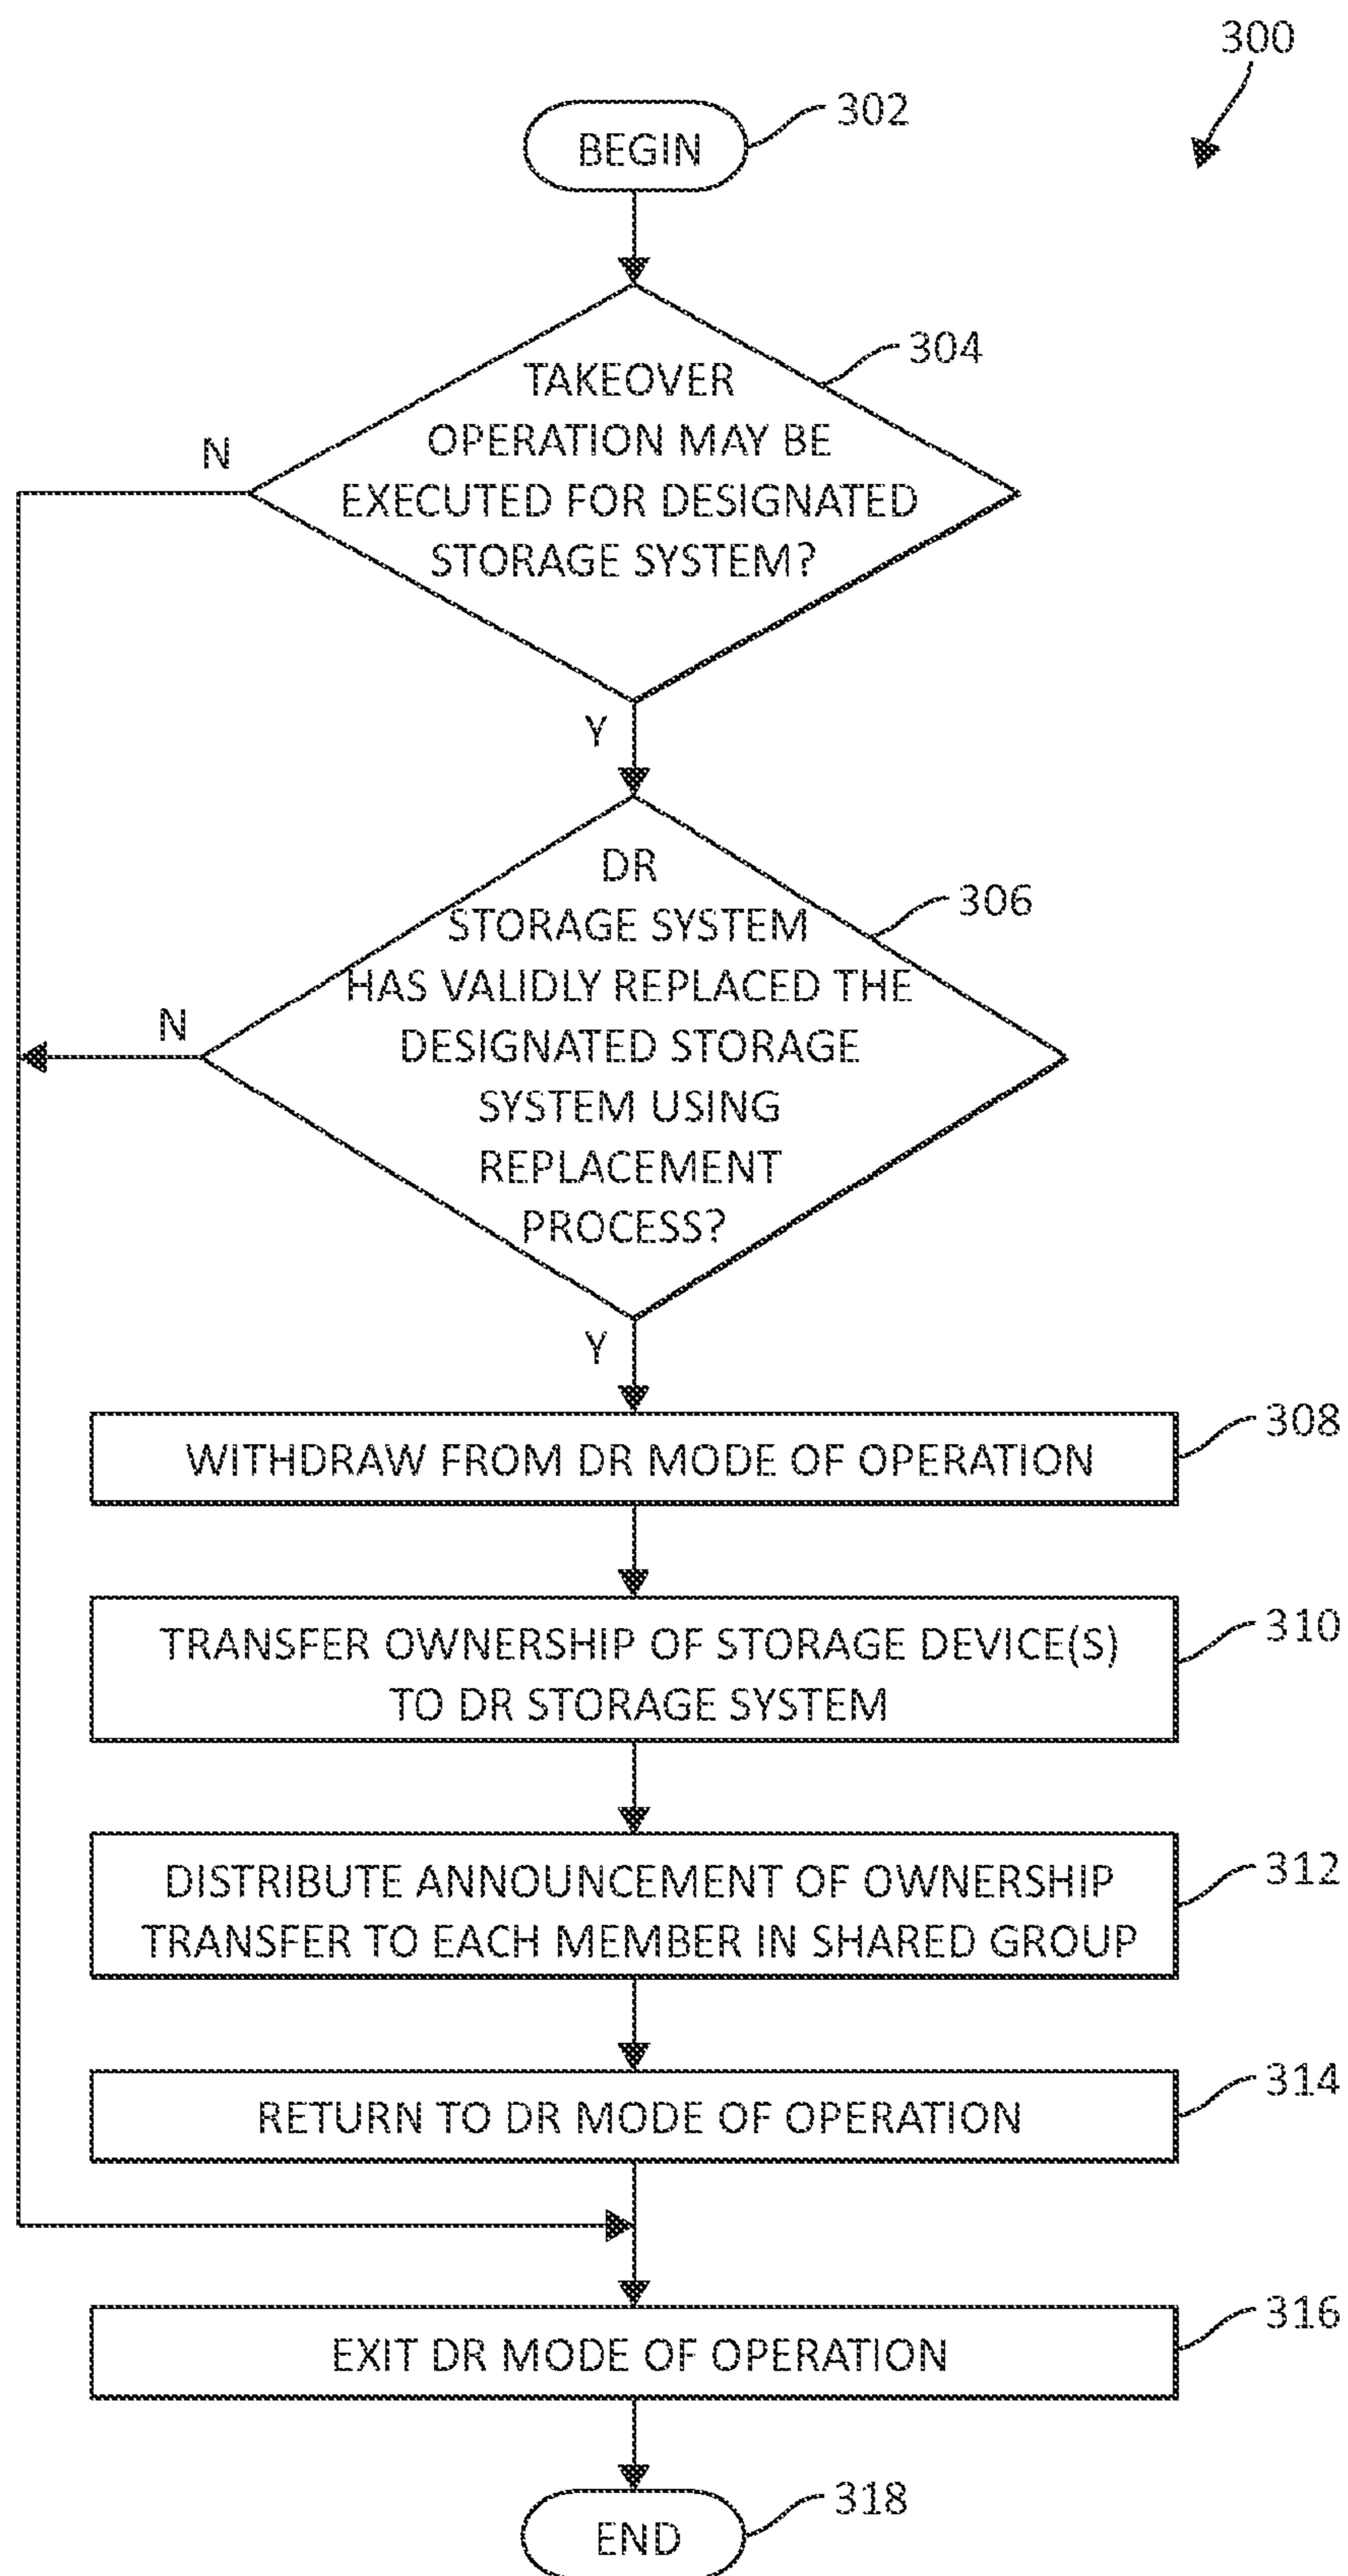 300
BEGIN
302
TAKEOVER
OPERATION MAY BE
EXECUTED FOR DESIGNATED
STORAGE SYSTEM?
304
N
Y
DR
STORAGE SYSTEM
HAS VALIDLY REPLACED THE
DESIGNATED STORAGE
SYSTEM USING
REPLACEMENT
PROCESS?
306
N
Y
WITHDRAW FROM DR MODE OF OPERATION
308
TRANSFER OWNERSHIP OF STORAGE DEVICE(S)
TO DR STORAGE SYSTEM
310
DISTRIBUTE ANNOUNCEMENT OF OWNERSHIP
TRANSFER TO EACH MEMBER IN SHARED GROUP
312
RETURN TO DR MODE OF OPERATION
314
EXIT DR MODE OF OPERATION
316
END
318